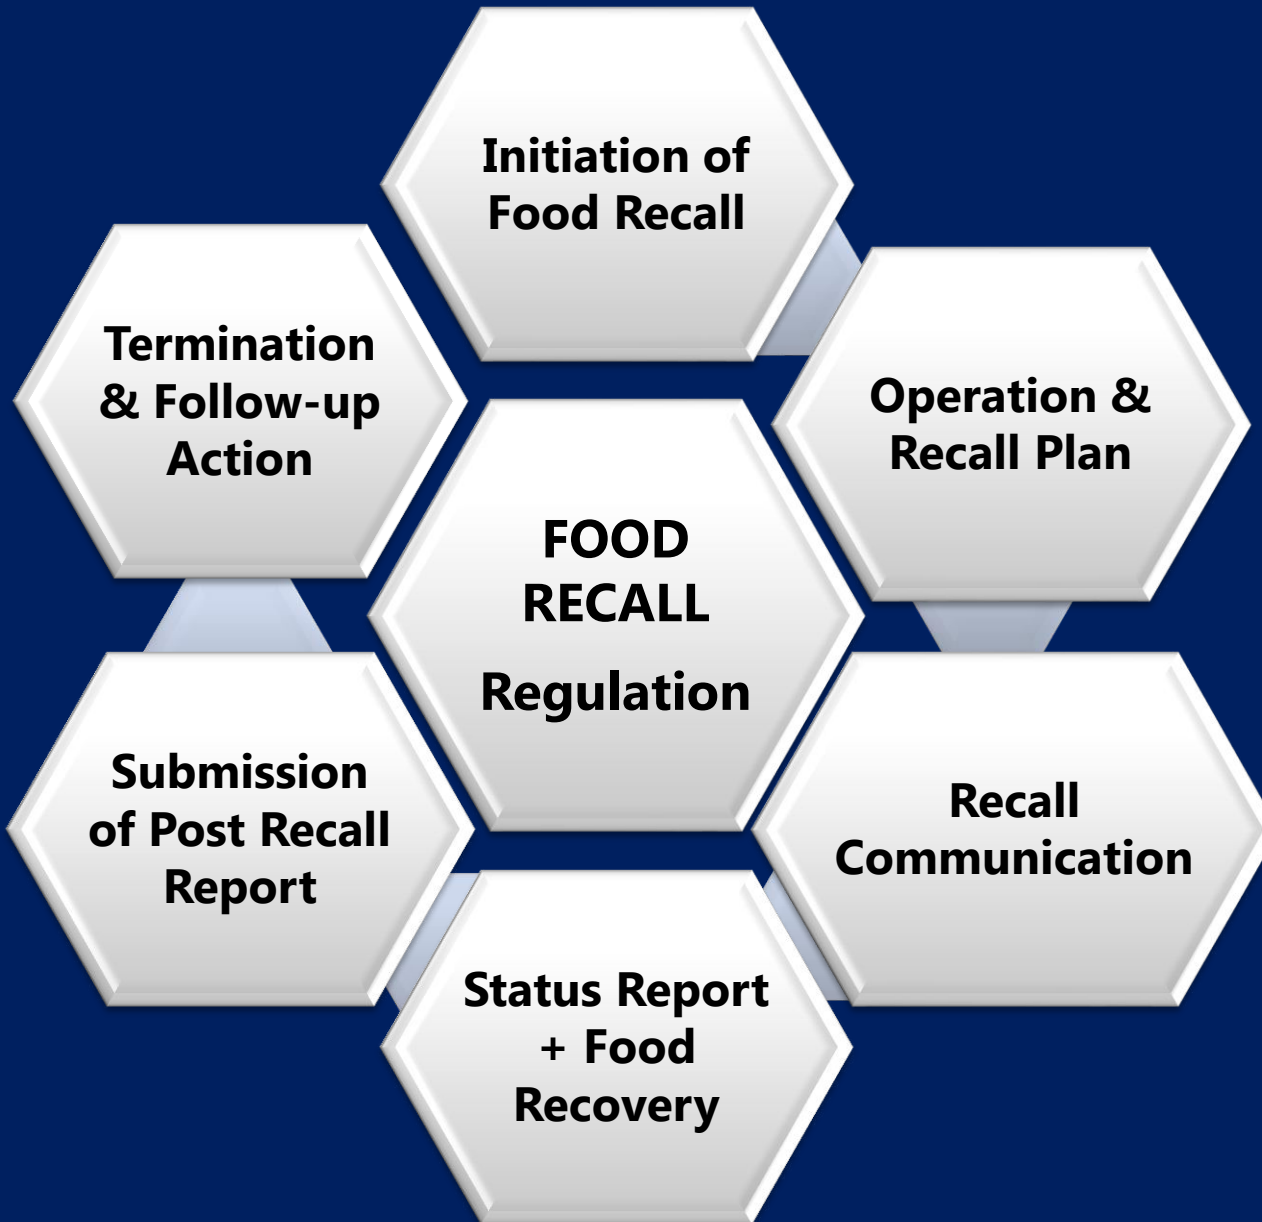 Initiation of
Food Recall
Operation &
Recall Plan
Recall
Communication
Status Report
+ Food
Recovery
Submission
of Post Recall
Report
Termination
& Follow-up
Action
FOOD
RECALL
Regulation